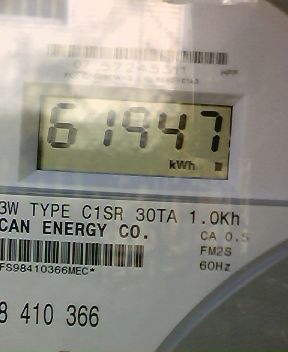 61947
kWh
3W TYPE C1SR 30TA 1.0Kh
CAN ENERGY CO.
CA 0.5
FM2S
60Hz
FS98410366MEC*
8 410 366